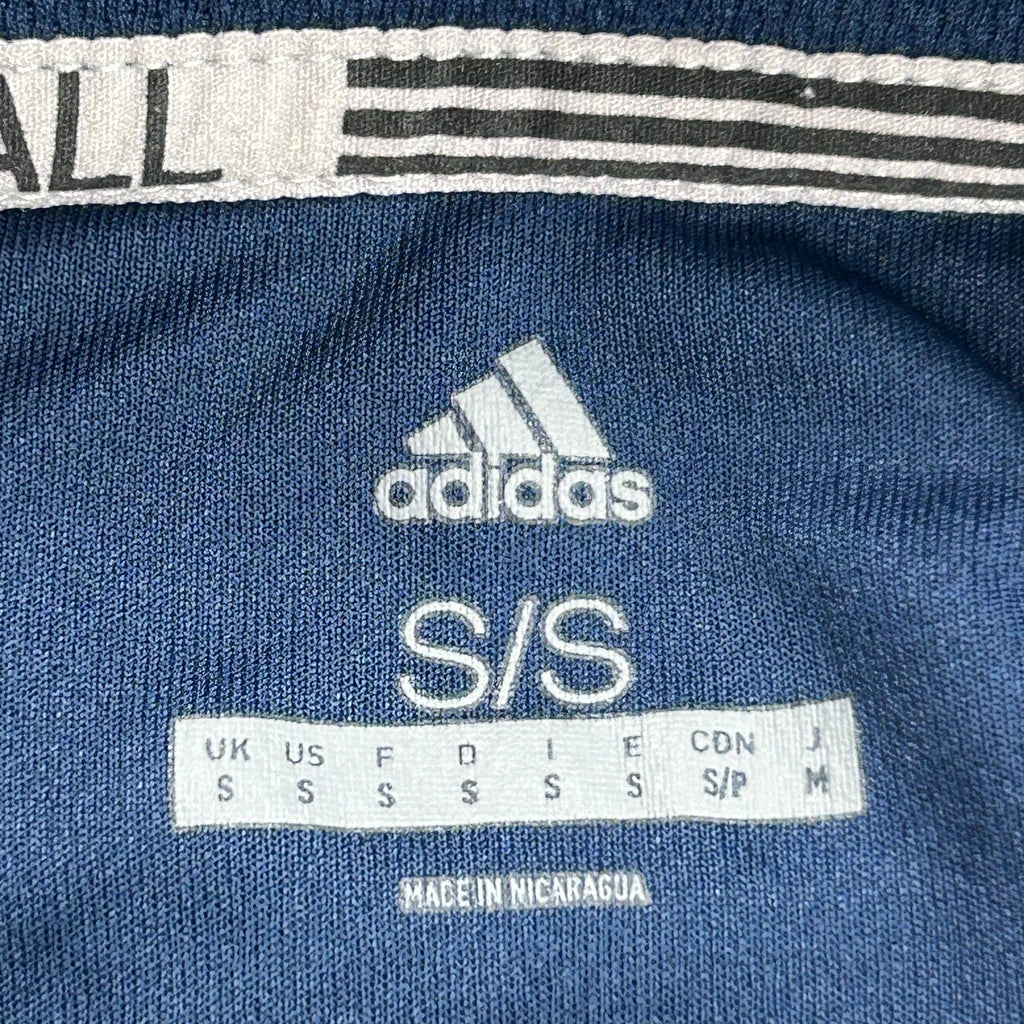 ALL
adidas
S/S
UK US F D I E CDN J
S S S S S S S/P M
MADE IN NICARAGUA